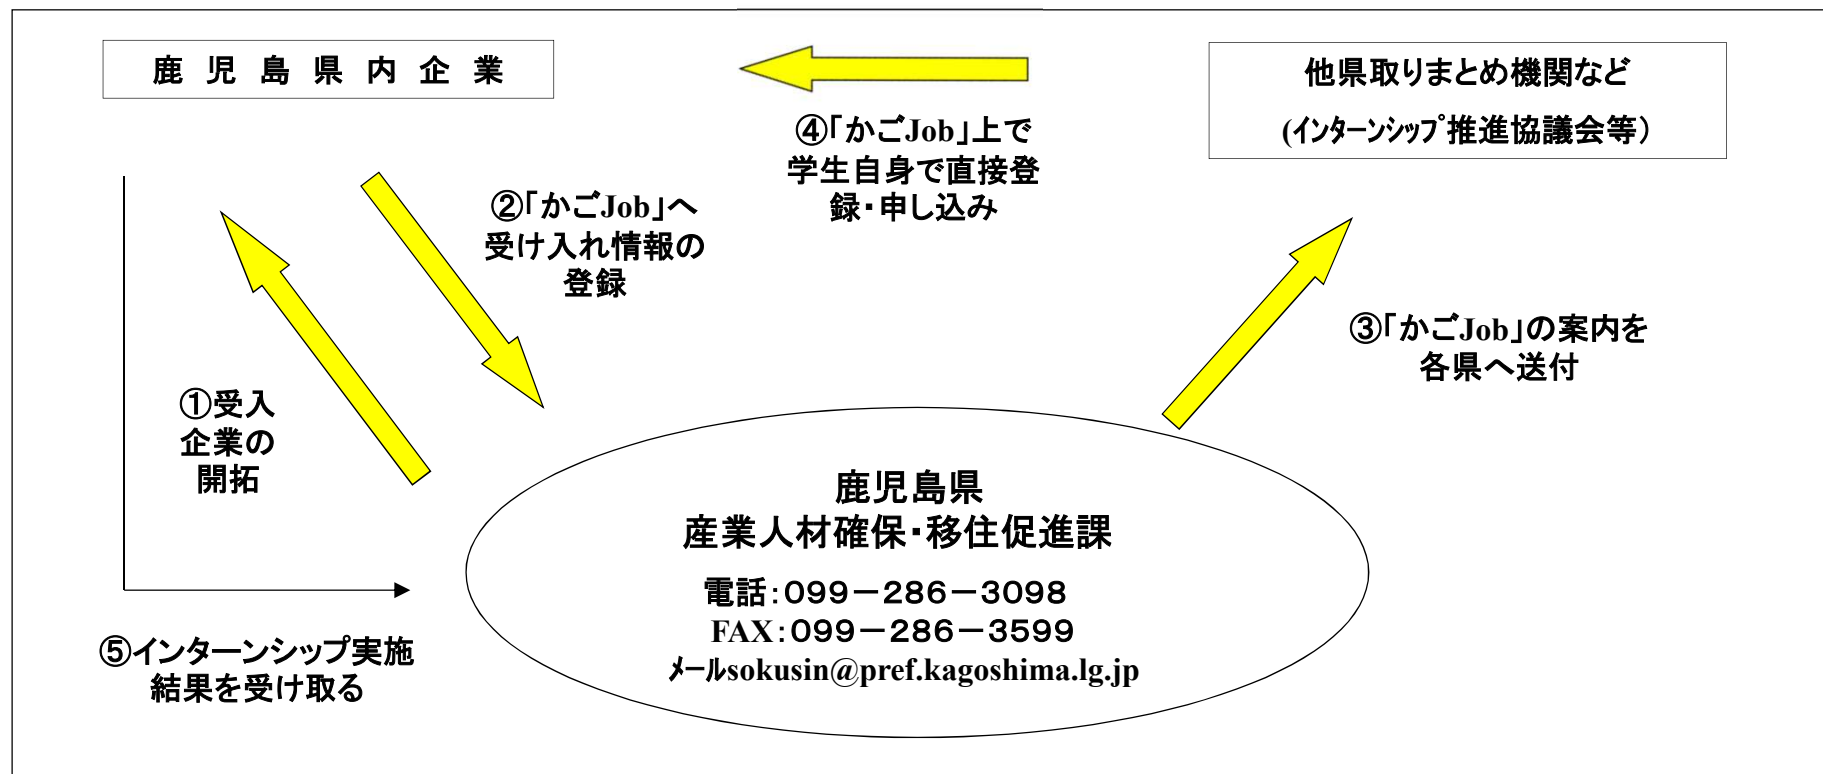 鹿児島県内企業
他県取りまとめ機関など
(インターンシップ推進協議会等)
④「かごJob」上で
学生自身で直接登
録・申し込み
②「かごJob」へ
受け入れ情報の
登録
③「かごJob」の案内を
各県へ送付
①受入
企業の
開拓
鹿児島県
産業人材確保・移住促進課
電話：０９９－２８６－３０９８
FAX：０９９－２８６－３５９９
ﾒｰﾙsokusin@pref.kagoshima.lg.jp
⑤インターンシップ実施
結果を受け取る